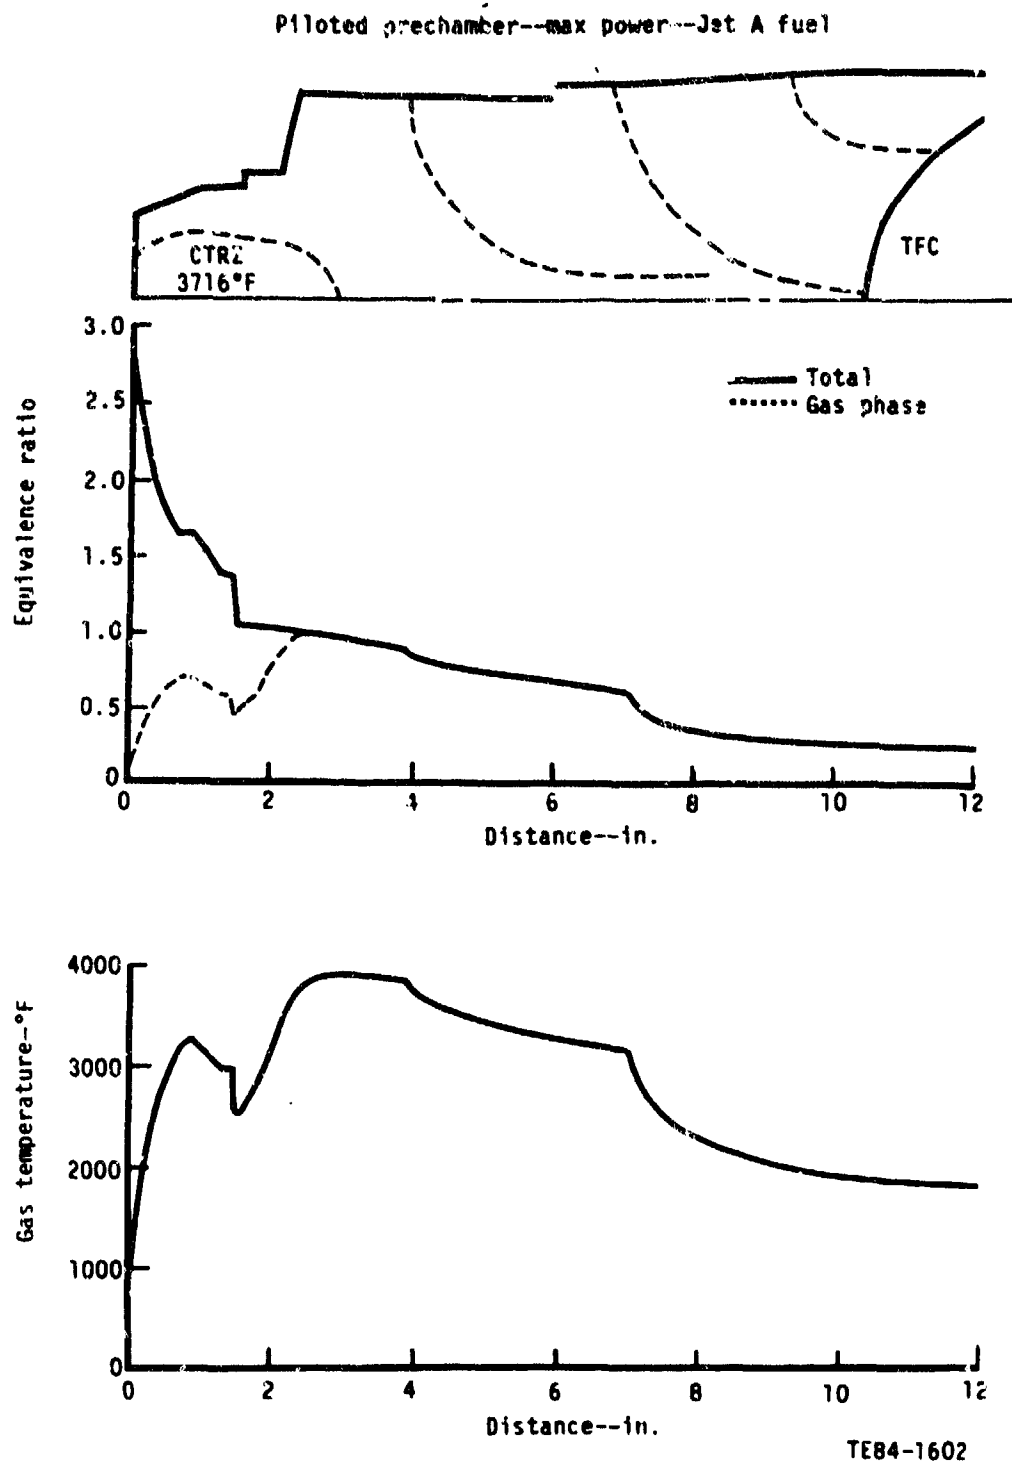 Piloted prechamber--max power--Jet A fuel
CTRZ
3716°F
TFC
3.0
2.5
2.0
1.5
1.0
0.5
0
Equivalence ratio
Total
Gas phase
0 2 4 6 8 10 12
Distance--in.
4000
3000
2000
1000
0
Gas temperature-°F
0 2 4 6 8 10 12
Distance--in.
TE84-1602